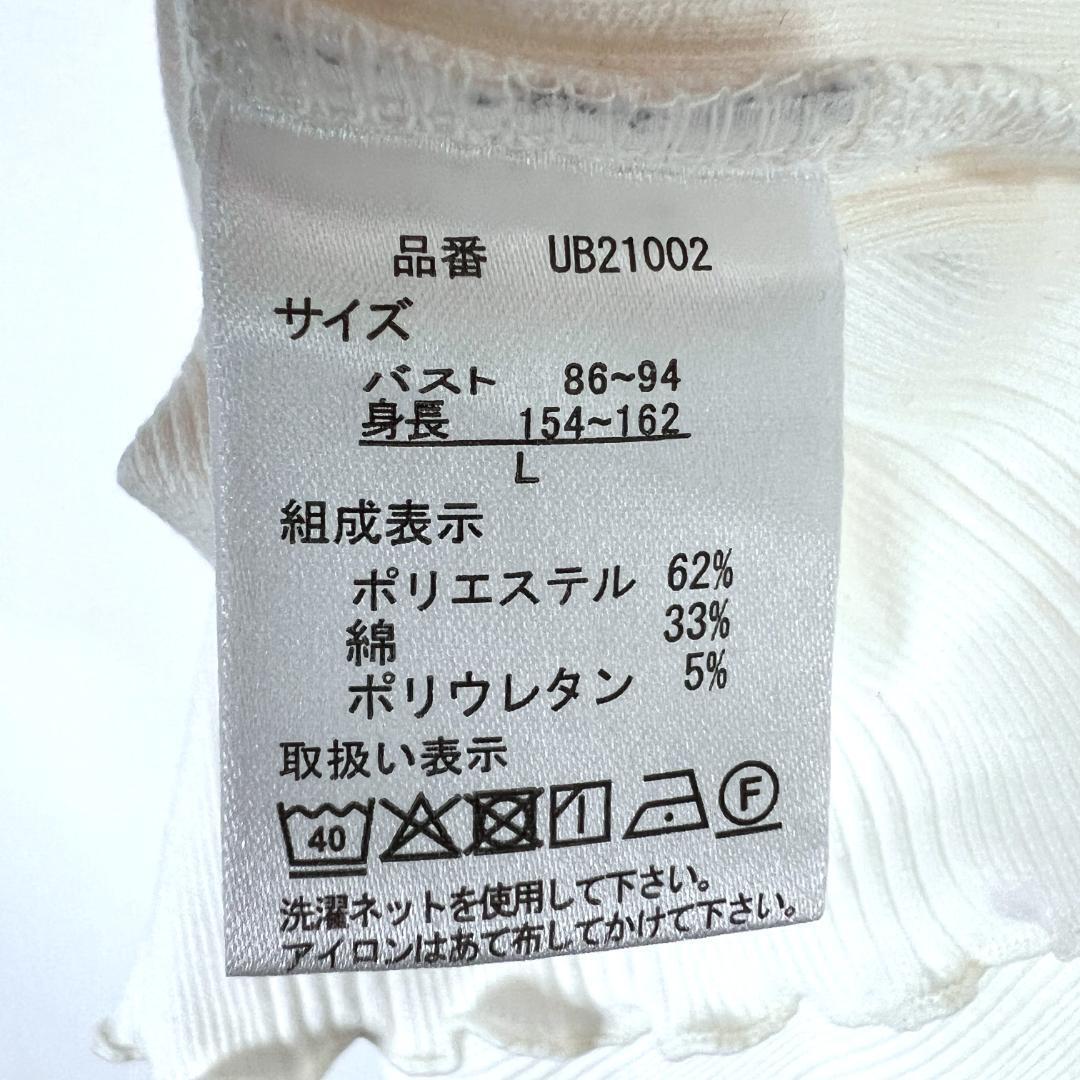 品番 UB21002
サイズ
バスト 86~94
身長 154~162
L
組成表示
ポリエステル 62%
綿 33%
ポリウレタン 5%
取扱い表示
40 F
洗濯ネットを使用して下さい。
アイロンはあて布してかけて下さい。